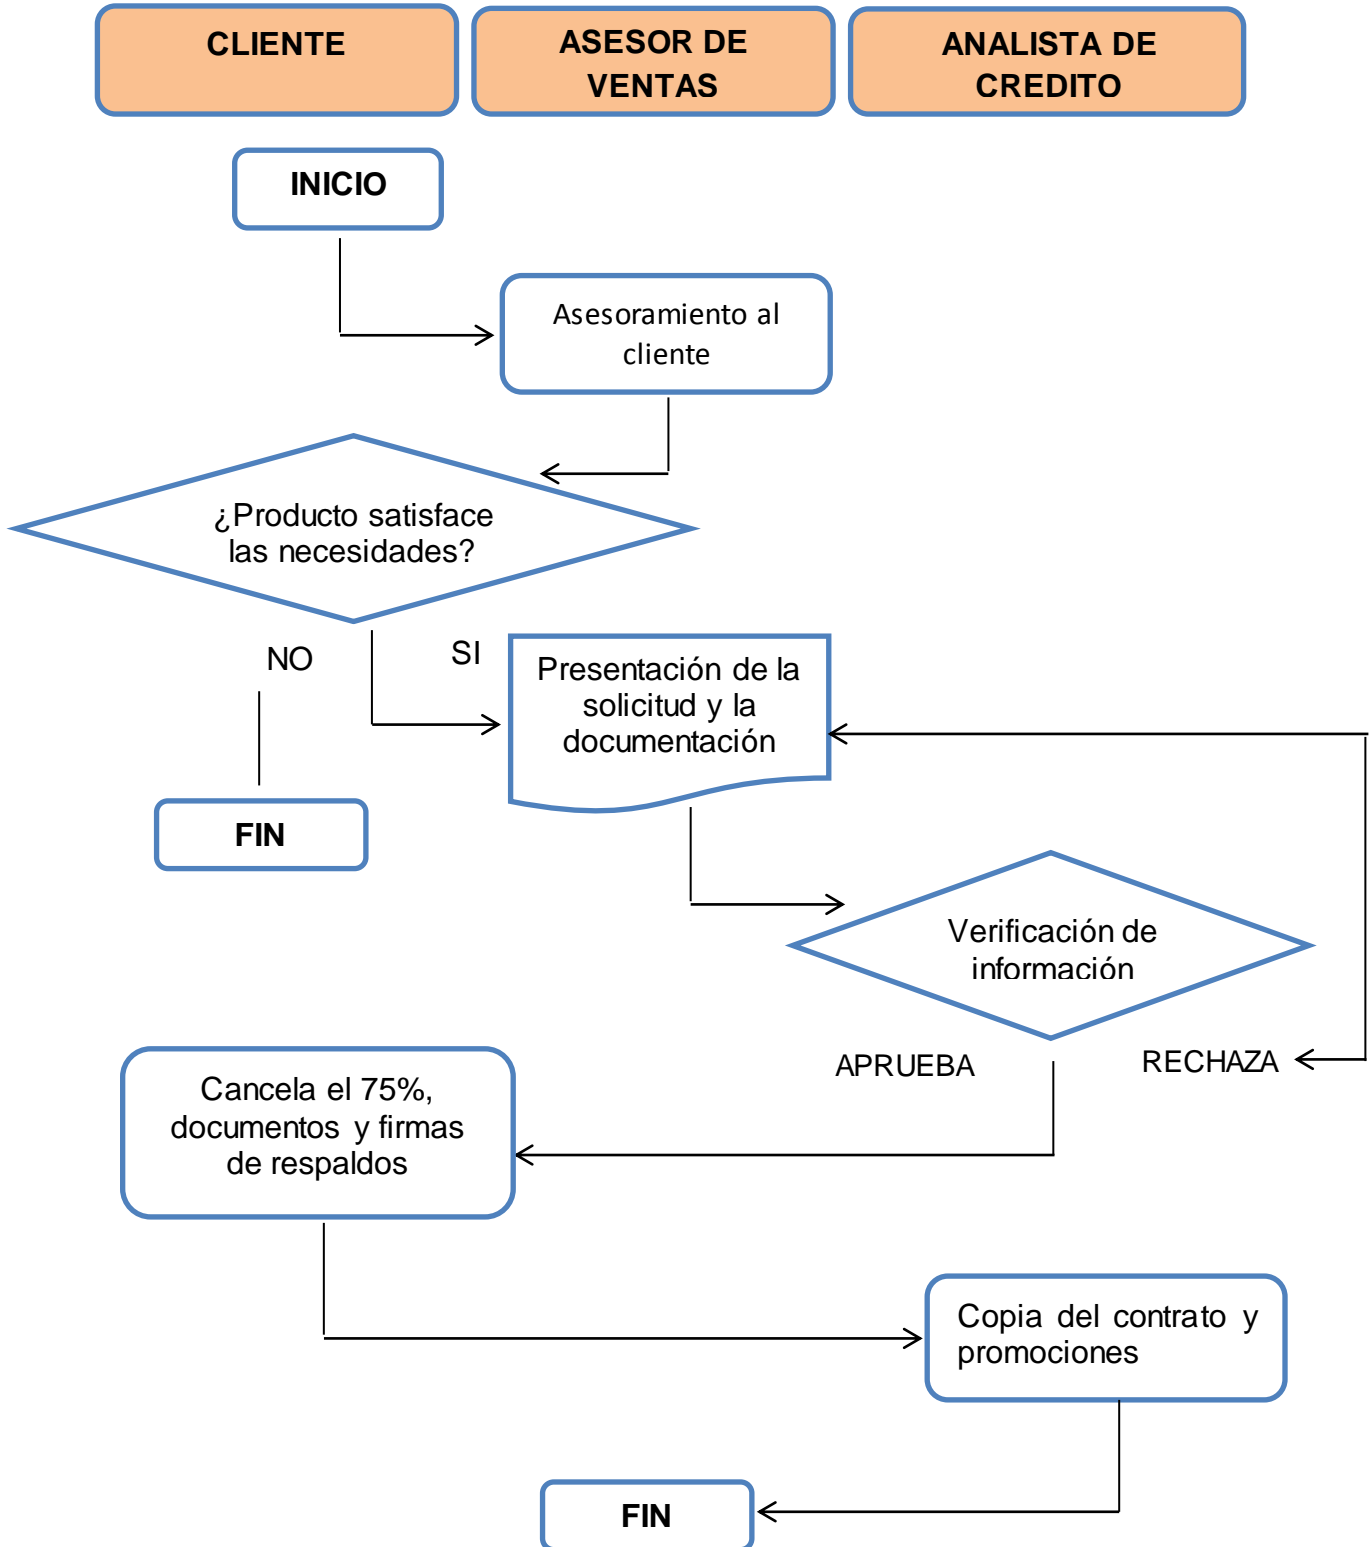 CLIENTE
ASESOR DE
VENTAS
ANALISTA DE
CREDITO
INICIO
Asesoramiento al
cliente
¿Producto satisface
las necesidades?
NO
SI
Presentación de la
solicitud y la
documentación
FIN
Verificación de
información
APRUEBA
RECHAZA
Cancela el 75%,
documentos y firmas
de respaldos
Copia del contrato y
promociones
FIN